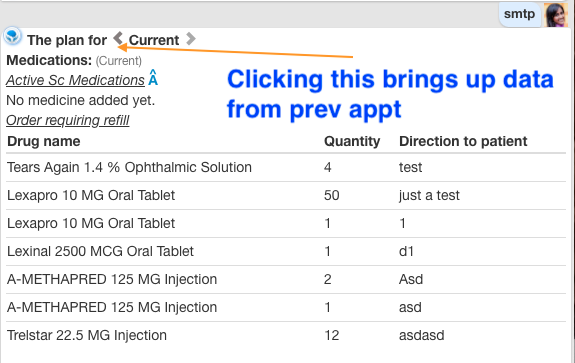 smtp
The plan for Current
Medications: (Current)
Active Sc Medications Â
Clicking this brings up data
from prev appt
No medicine added yet.
Order requiring refill
Drug name Quantity Direction to patient
Tears Again 1.4 % Ophthalmic Solution 4 test
Lexapro 10 MG Oral Tablet 50 just a test
Lexapro 10 MG Oral Tablet 1 1
Lexinal 2500 MCG Oral Tablet 1 d1
A-METHAPRED 125 MG Injection 2 Asd
A-METHAPRED 125 MG Injection 1 asd
Trelstar 22.5 MG Injection 12 asdasd